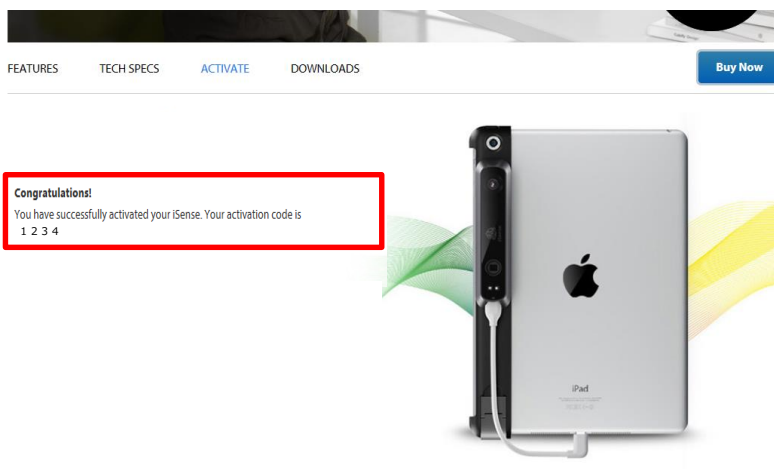 FEATURES TECH SPECS ACTIVATE DOWNLOADS Buy Now
Congratulations!
You have successfully activated your iSense. Your activation code is
1 2 3 4
iPad